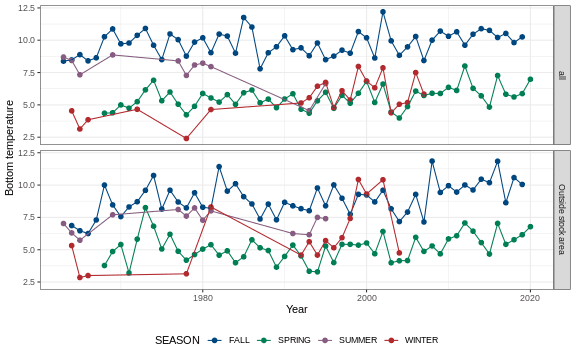 12.5
10.0
7.5
5.0
2.5
all
12.5
10.0
7.5
5.0
2.5
Outside stock area
Bottom temperature
1980
2000
2020
Year
SEASON FALL SPRING SUMMER WINTER